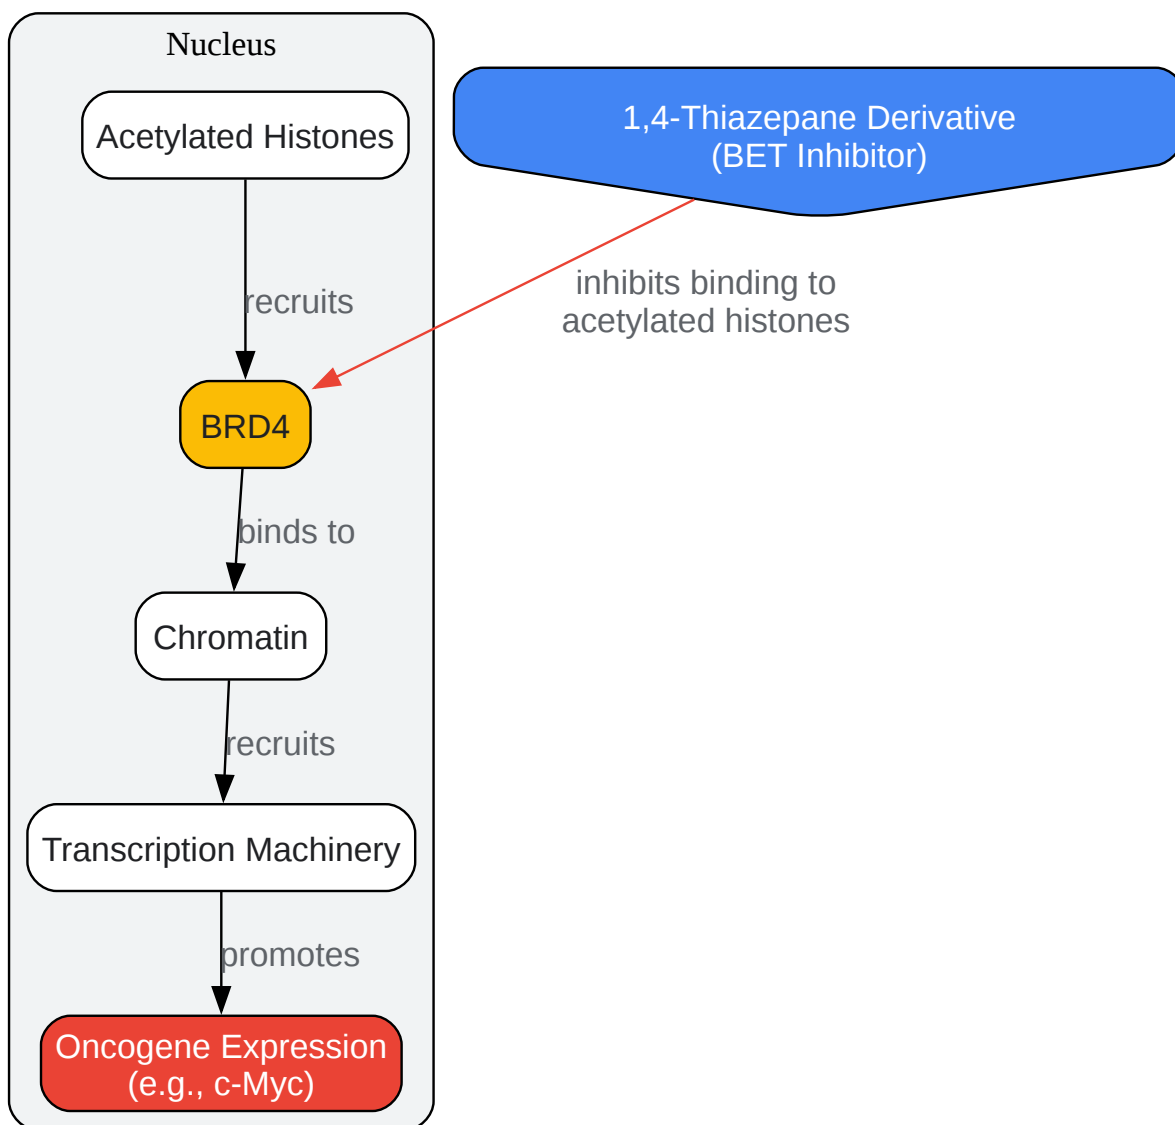 Nucleus
Acetylated Histones
1,4-Thiazepane Derivative
(BET Inhibitor)
recruits
inhibits binding to
acetylated histones
BRD4
binds to
Chromatin
recruits
Transcription Machinery
promotes
Oncogene Expression
(e.g., c-Myc)